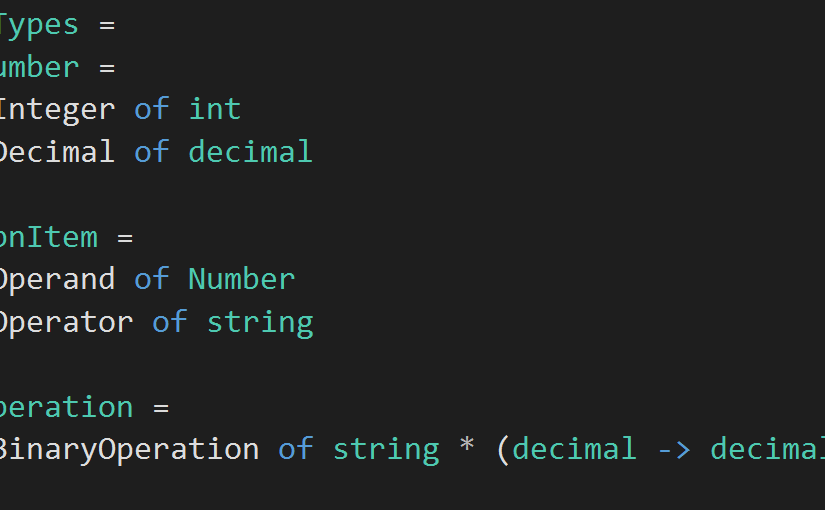 Types =
umber =
Integer of int
Decimal of decimal
onItem =
Operand of Number
Operator of string
peration =
BinaryOperation of string * (decimal -> decimal